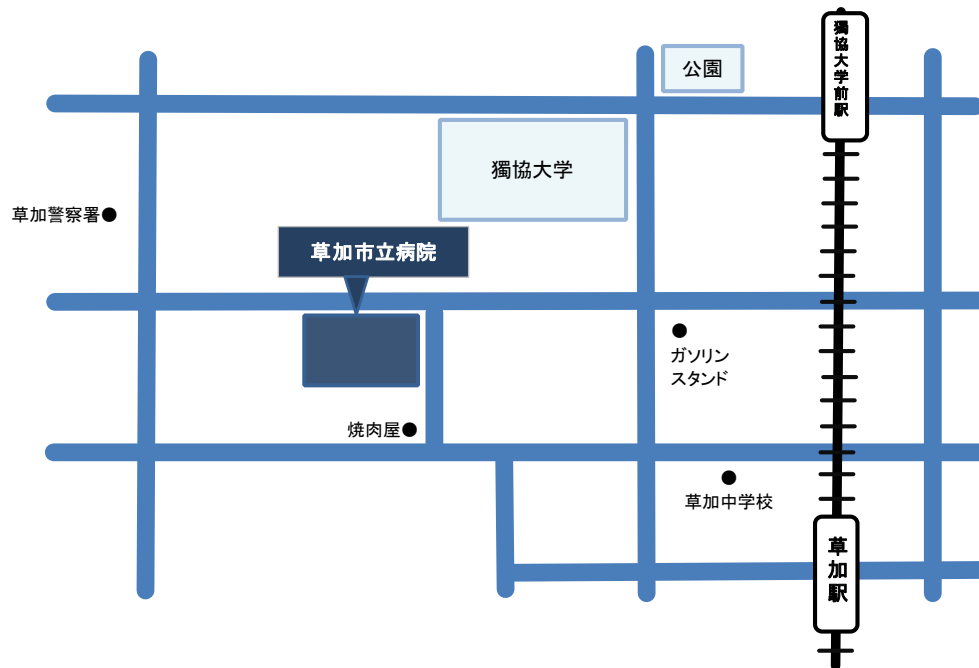 獨協大学前駅
公園
獨協大学
草加警察署●
草加市立病院
ガソリン
スタンド
焼肉屋●
草加中学校
草加駅